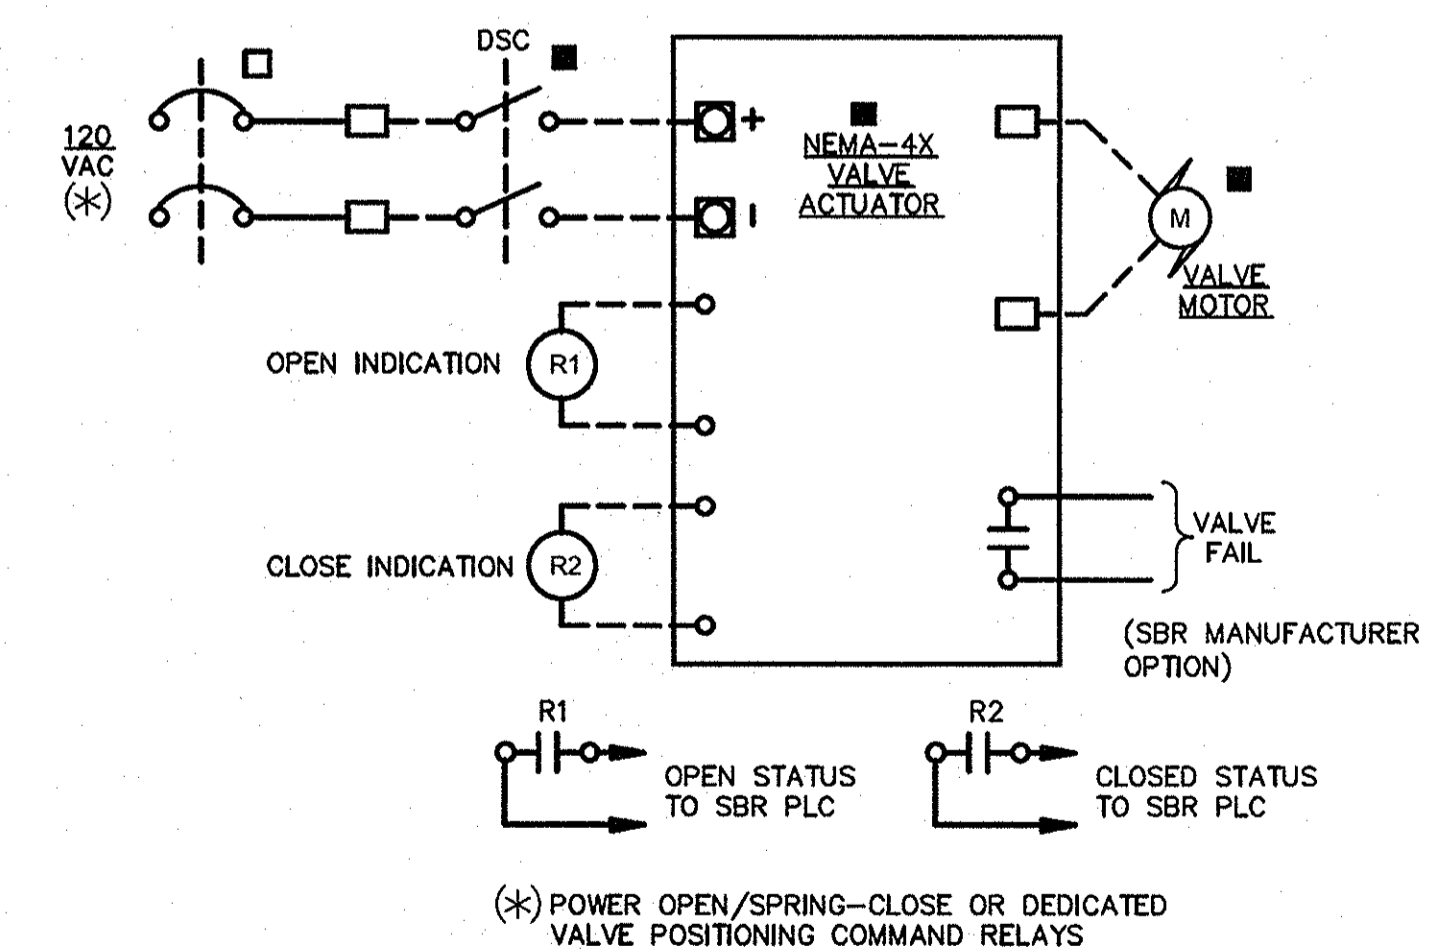 DSC
120
VAC
(*)
+
NEMA-4X
VALVE
ACTUATOR
M
VALVE
MOTOR
OPEN INDICATION
R1
CLOSE INDICATION
R2
VALVE
FAIL
(SBR MANUFACTURER
OPTION)
R1
OPEN STATUS
TO SBR PLC
R2
CLOSED STATUS
TO SBR PLC
(*) POWER OPEN/SPRING-CLOSE OR DEDICATED
VALVE POSITIONING COMMAND RELAYS